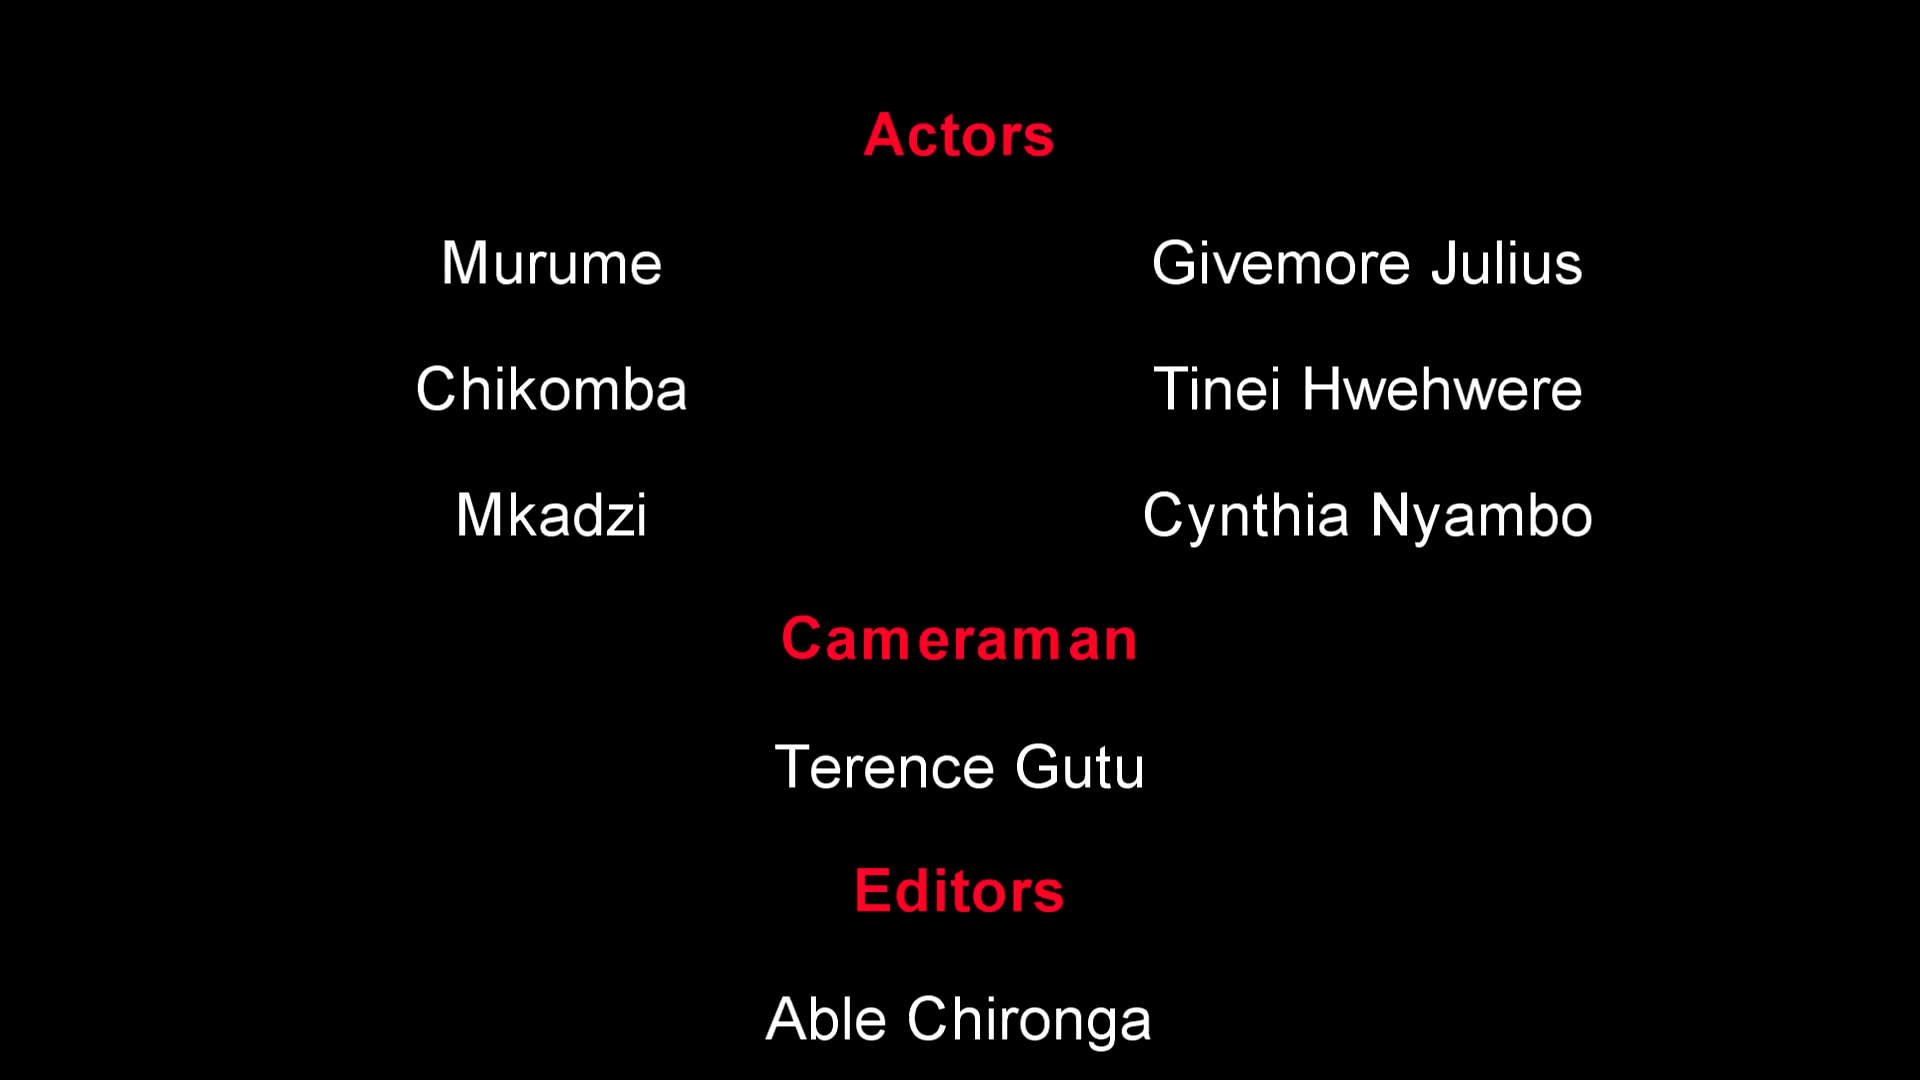 Actors
Murume Givemore Julius
Chikomba Tinei Hwehwere
Mkadzi Cynthia Nyambo
Cameraman
Terence Gutu
Editors
Able Chironga